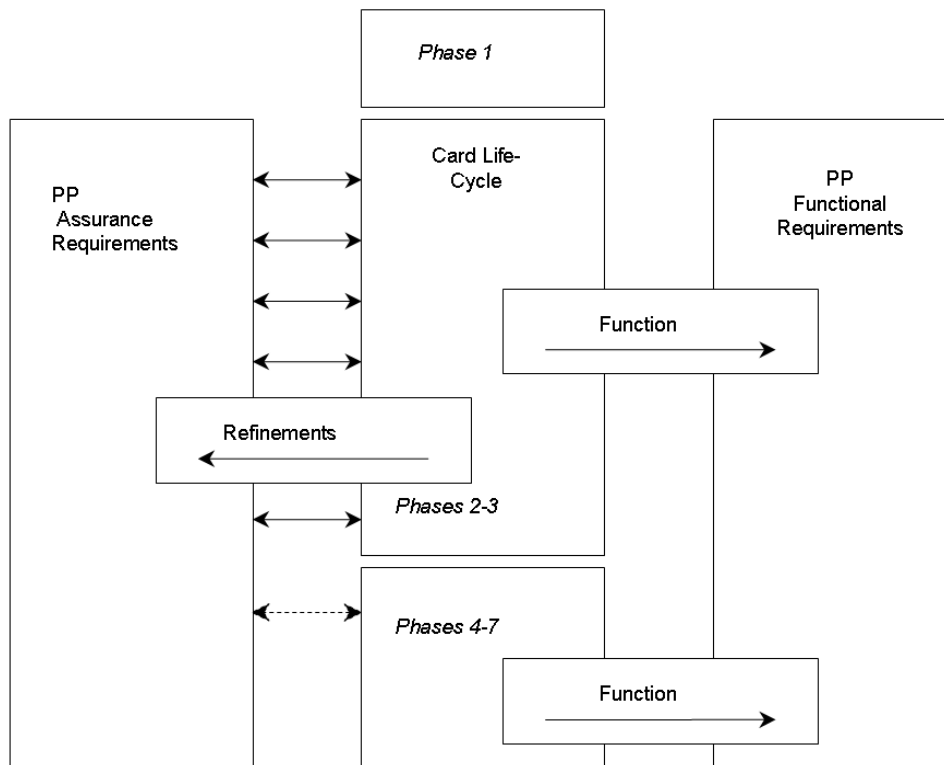 Phase 1
PP
Assurance
Requirements
Card Life-
Cycle
PP
Functional
Requirements
Function
Refinements
Phases 2-3
Phases 4-7
Function